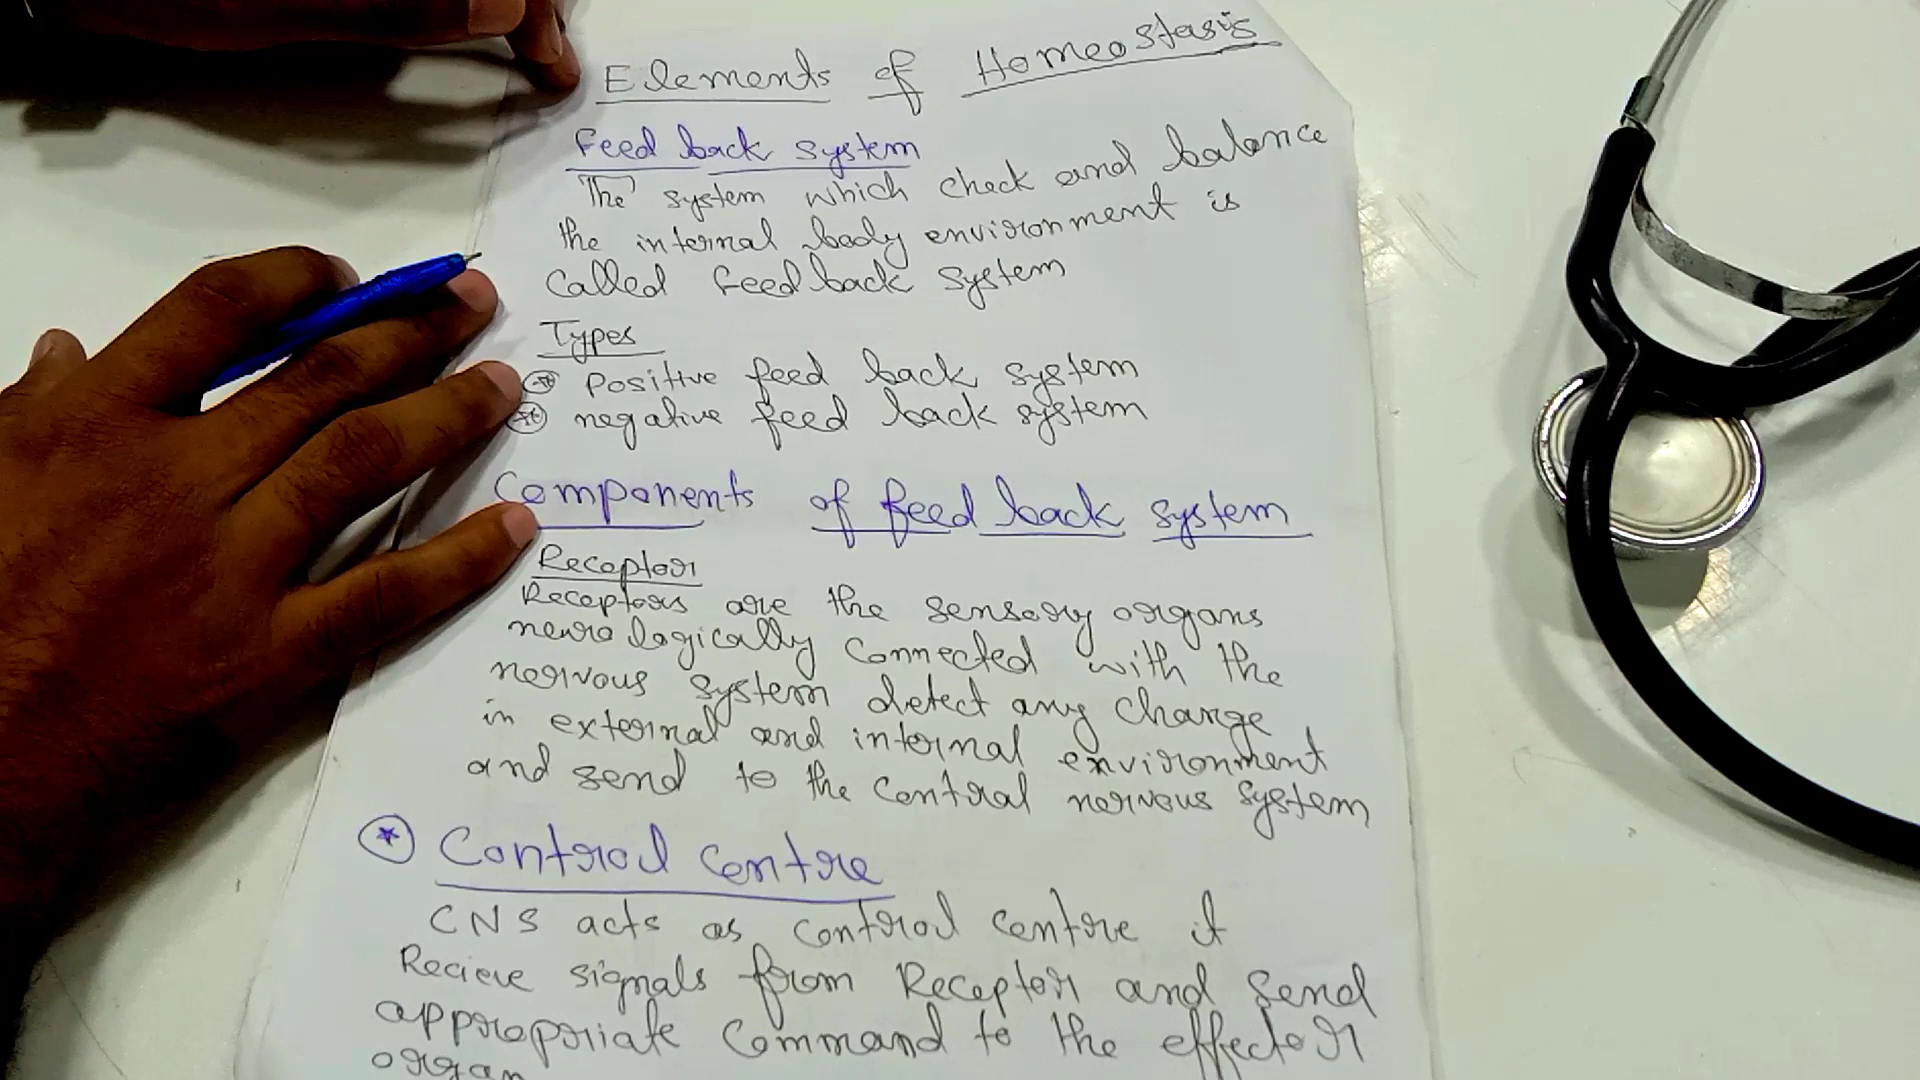 Elements of Homeostasis
Feed back system
The system which check and balance
the internal body environment is
called feed back system
Types
positive feed back system
negative feed back system
Components of feed back system
Receptor
Receptors are the sensory organs
neurologically connected with the
nervous system detect any change
in external and internal environment
and send to the central nervous system
Control centre
CNS acts as control centre it
Recieve signals from Receptor and send
appropriate command to the effector
organ